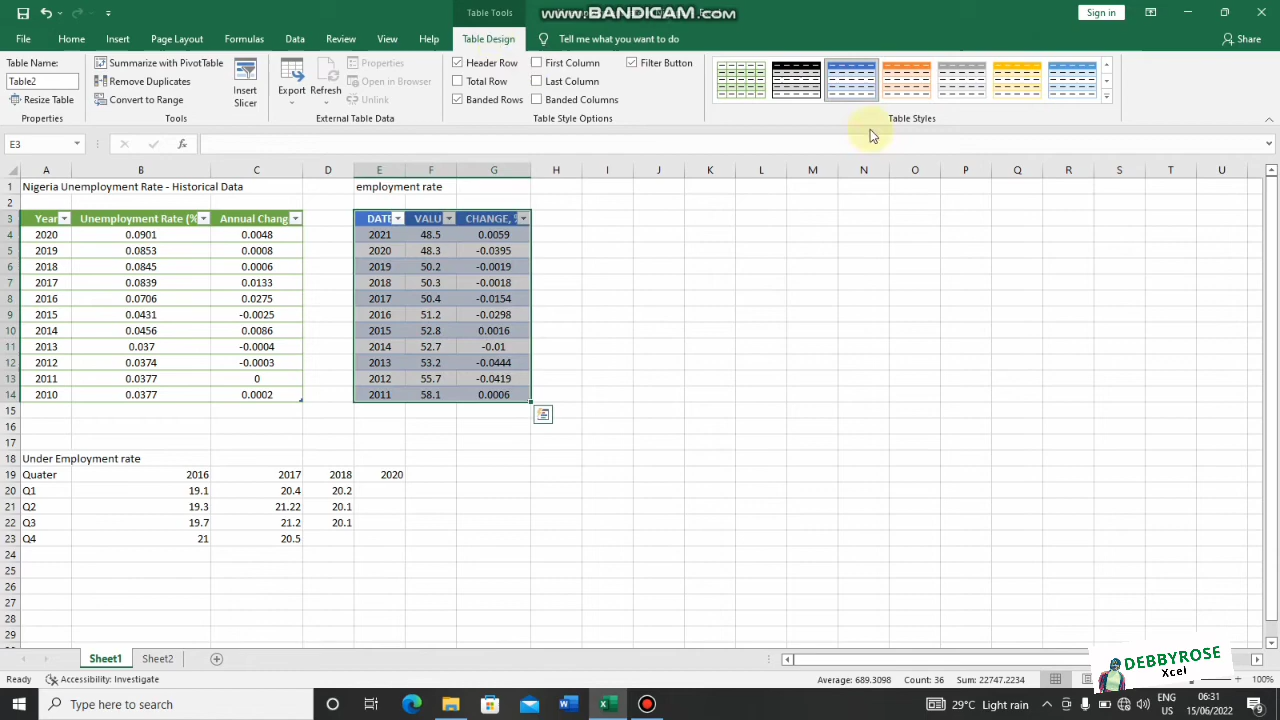 www.BANDICAM.com
Table Tools
Sign in
File Home Insert Page Layout Formulas Data Review View Help Table Design Tell me what you want to do Share
Table Name:
Table2
Resize Table
Properties
Summarize with PivotTable
Remove Duplicates
Convert to Range
Insert
Slicer
Tools
Export
Refresh
Properties
Open in Browser
Unlink
External Table Data
Header Row
Total Row
Banded Rows
First Column
Last Column
Banded Columns
Filter Button
Table Style Options
Table Styles
E3
A B C D E F G H I J K L M N O P Q R S T U
1 Nigeria Unemployment Rate - Historical Data employment rate
2
3 Year Unemployment Rate (% Annual Chang DATE VALU CHANGE, %
4 2020 0.0901 0.0048 2021 48.5 0.0059
5 2019 0.0853 0.0008 2020 48.3 -0.0395
6 2018 0.0845 0.0006 2019 50.2 -0.0019
7 2017 0.0839 0.0133 2018 50.3 -0.0018
8 2016 0.0706 0.0275 2017 50.4 -0.0154
9 2015 0.0431 -0.0025 2016 51.2 -0.0298
10 2014 0.0456 0.0086 2015 52.8 0.0016
11 2013 0.037 -0.0004 2014 52.7 -0.01
12 2012 0.0374 -0.0003 2013 53.2 -0.0444
13 2011 0.0377 0 2012 55.7 -0.0419
14 2010 0.0377 0.0002 2011 58.1 0.0006
15
16
17
18 Under Employment rate
19 Quater 2016 2017 2018 2020
20 Q1 19.1 20.4 20.2
21 Q2 19.3 21.22 20.1
22 Q3 19.7 21.2 20.1
23 Q4 21 20.5
24
25
26
27
28
29
Sheet1 Sheet2
DEBBYROSE
Xcel
Ready Accessibility: Investigate Average: 689.3098 Count: 36 Sum: 22747.2234 100%
Type here to search
29°C Light rain
ENG
US
06:31
15/06/2022
9